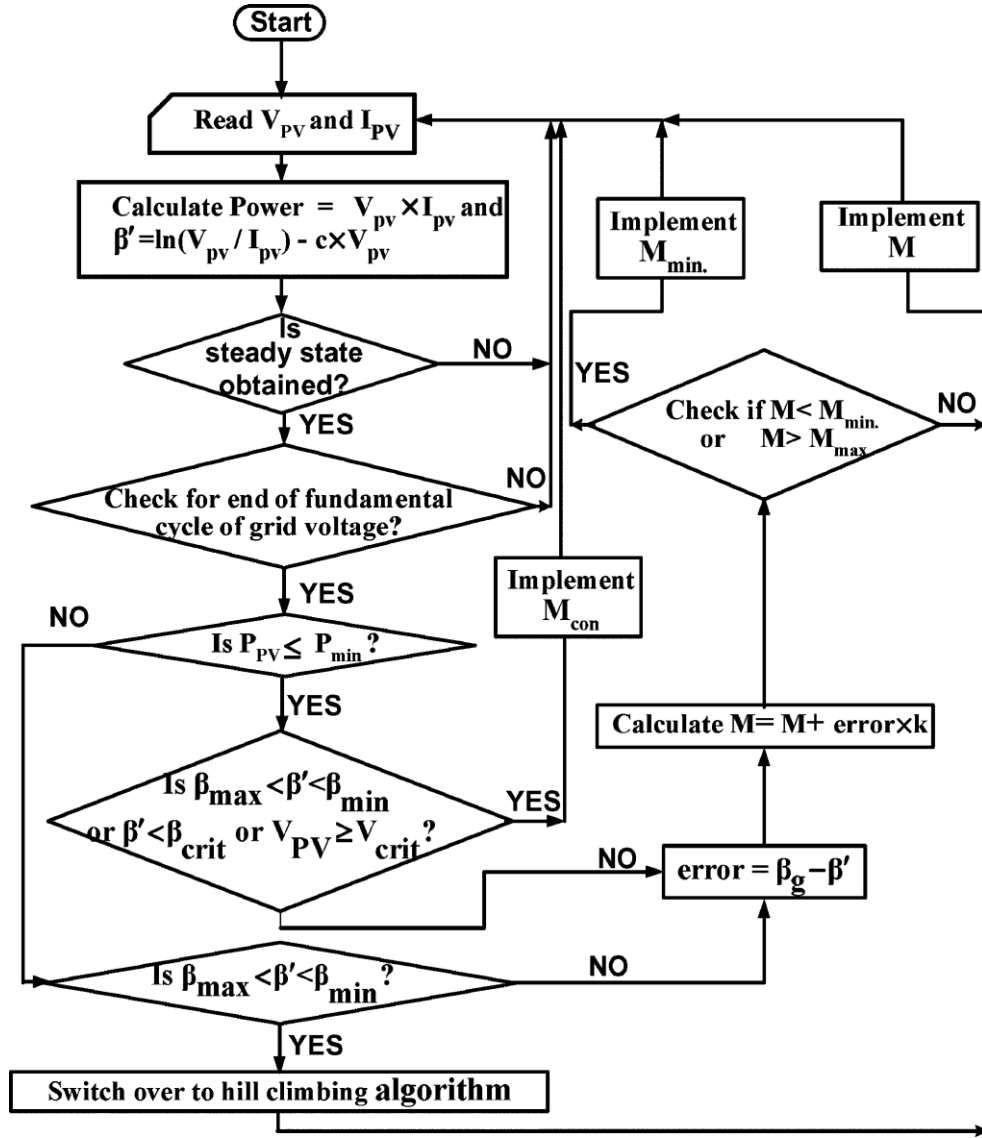 Start
Read V_PV and I_PV
Calculate Power = V_pv × I_pv and
β′=ln(V_pv / I_pv) - c×V_pv
Is
steady state
obtained?
NO
YES
Check for end of fundamental
cycle of grid voltage?
NO
YES
NO
Is P_PV ≤ P_min ?
YES
Is β_max<β′<β_min
or β′<β_crit or V_PV ≥V_crit ?
YES
NO
Is β_max<β′<β_min ?
NO
YES
Switch over to hill climbing algorithm
Implement
M_con
Implement
M_min.
Implement
M
YES
Check if M< M_min.
or M> M_max
NO
Calculate M= M+ error×k
error = β_g−β′